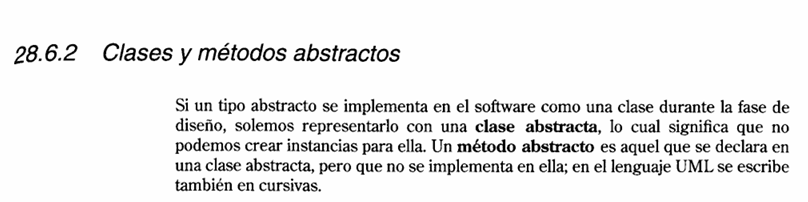 28.6.2 Clases y métodos abstractos
Si un tipo abstracto se implementa en el software como una clase durante la fase de
diseño, solemos representarlo con una clase abstracta, lo cual significa que no
podemos crear instancias para ella. Un método abstracto es aquel que se declara en
una clase abstracta, pero que no se implementa en ella; en el lenguaje UML se escribe
también en cursivas.